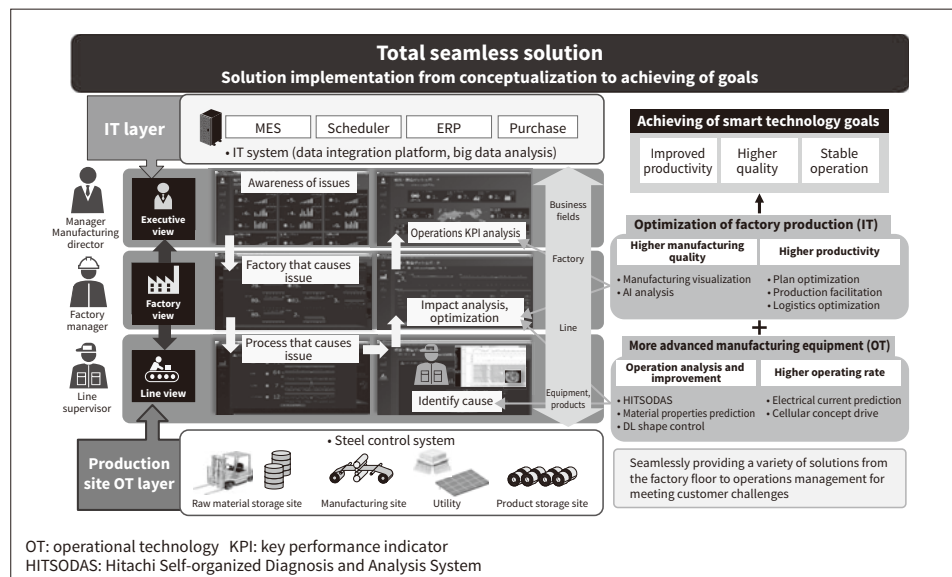 Total seamless solution
Solution implementation from conceptualization to achieving of goals
IT layer
MES
Scheduler
ERP
Purchase
• IT system (data integration platform, big data analysis)
Manager
Manufacturing
director
Executive
view
Awareness of issues
Operations KPI analysis
Business
fields
Factory
manager
Factory
view
Factory that causes
issue
Impact analysis,
optimization
Factory
Line
Line
supervisor
Line view
Process that causes
issue
Identify cause
Equipment,
products
Production
site OT layer
• Steel control system
Raw material storage site
Manufacturing site
Utility
Product storage site
Achieving of smart technology goals
Improved
productivity
Higher
quality
Stable
operation
Optimization of factory production (IT)
Higher manufacturing
quality
Higher productivity
• Manufacturing visualization
• AI analysis
• Plan optimization
• Production facilitation
• Logistics optimization
+
More advanced manufacturing equipment (OT)
Operation analysis and
improvement
Higher operating rate
• HITSODAS
• Material properties prediction
• DL shape control
• Electrical current prediction
• Cellular concept drive
Seamlessly providing a variety of solutions from
the factory floor to operations management for
meeting customer challenges
OT: operational technology KPI: key performance indicator
HITSODAS: Hitachi Self-organized Diagnosis and Analysis System